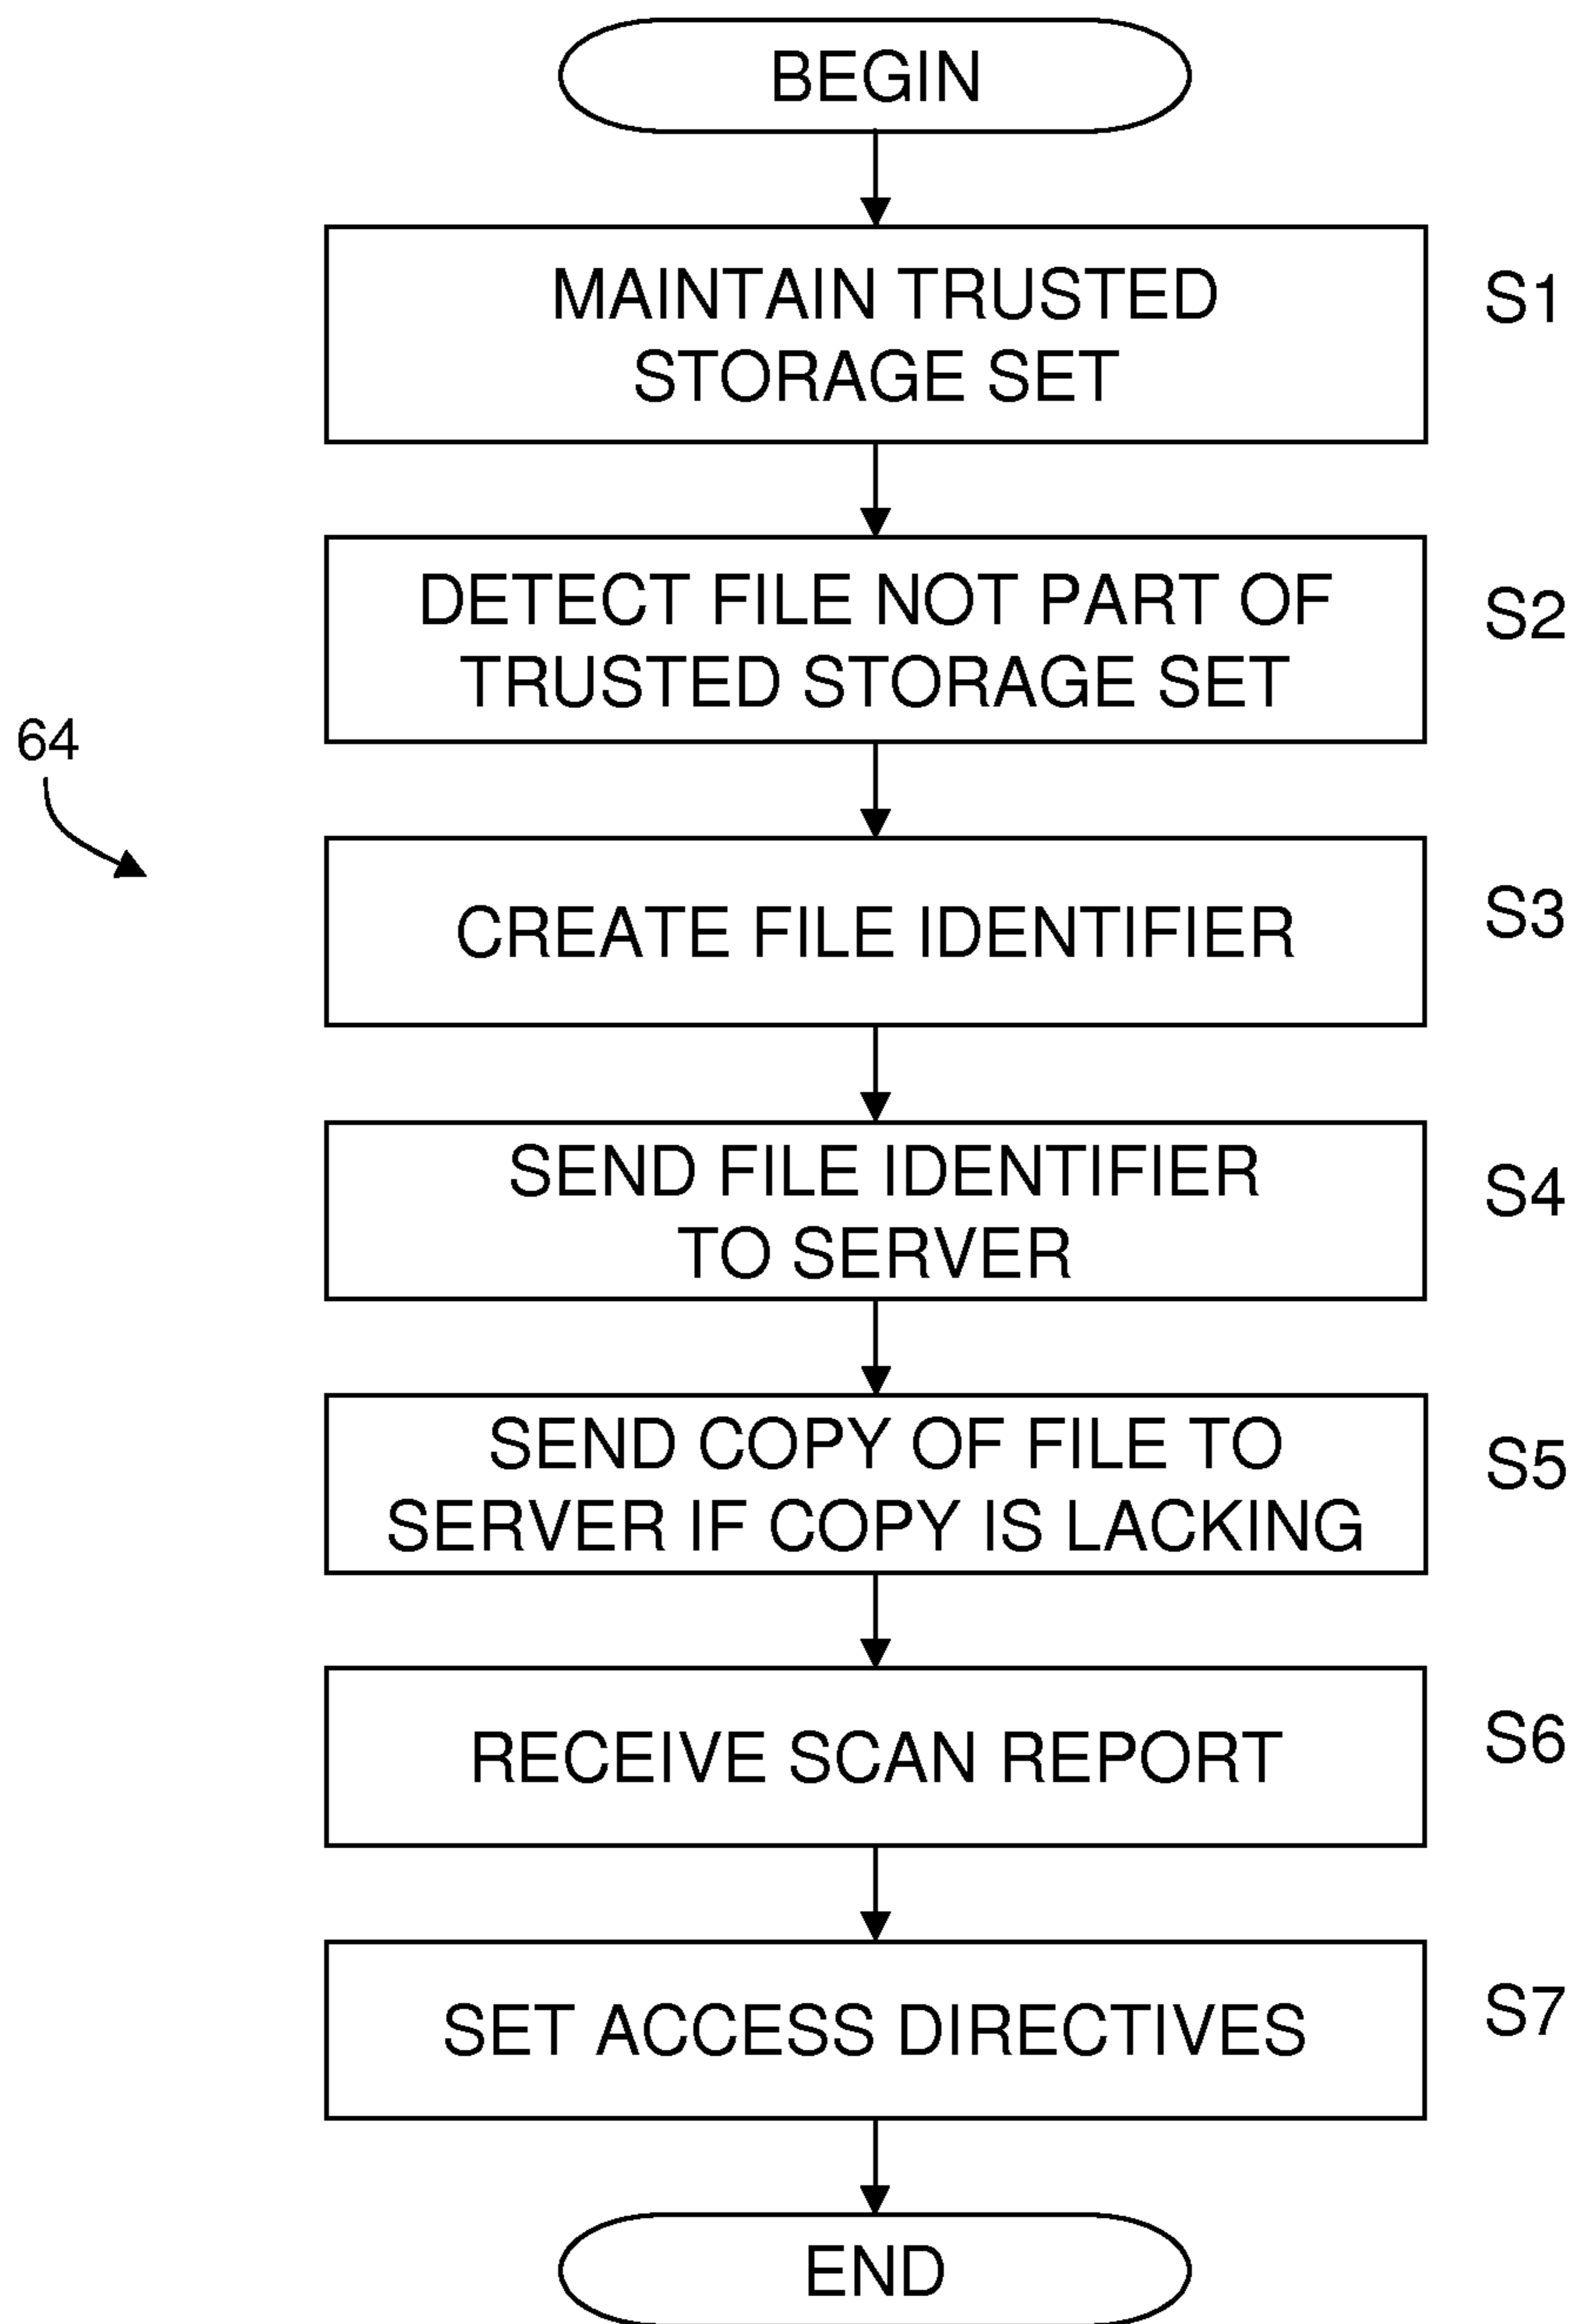 BEGIN
MAINTAIN TRUSTED
STORAGE SET
S1
DETECT FILE NOT PART OF
TRUSTED STORAGE SET
S2
64
CREATE FILE IDENTIFIER
S3
SEND FILE IDENTIFIER
TO SERVER
S4
SEND COPY OF FILE TO
SERVER IF COPY IS LACKING
S5
RECEIVE SCAN REPORT
S6
SET ACCESS DIRECTIVES
S7
END